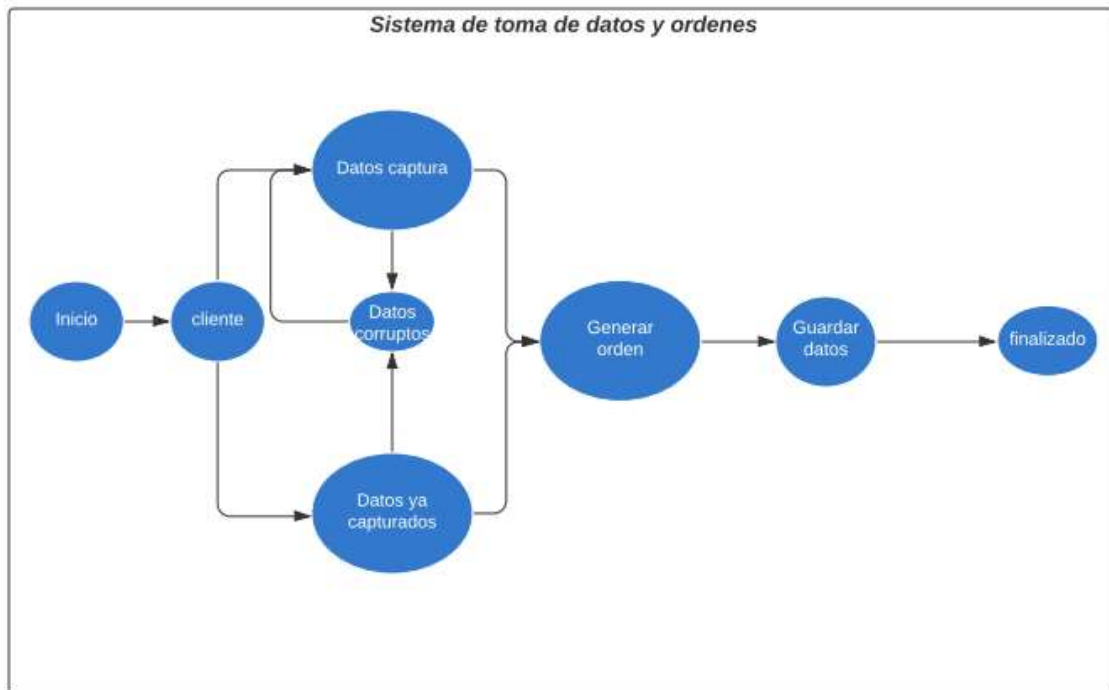 Sistema de toma de datos y ordenes
Datos captura
Inicio
cliente
Datos
corruptos
Generar
orden
Guardar
datos
finalizado
Datos ya
capturados